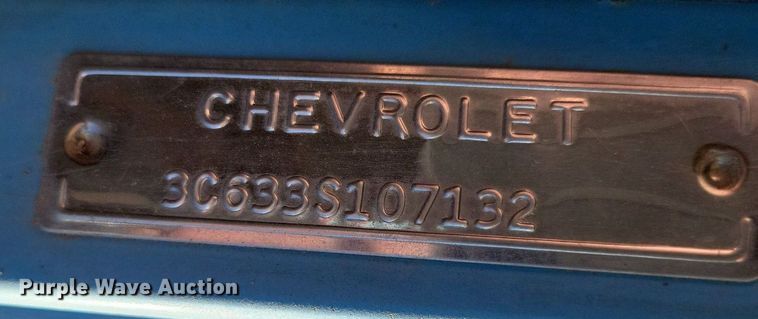 CHEVROLET
3C633S107132
Purple Wave Auction